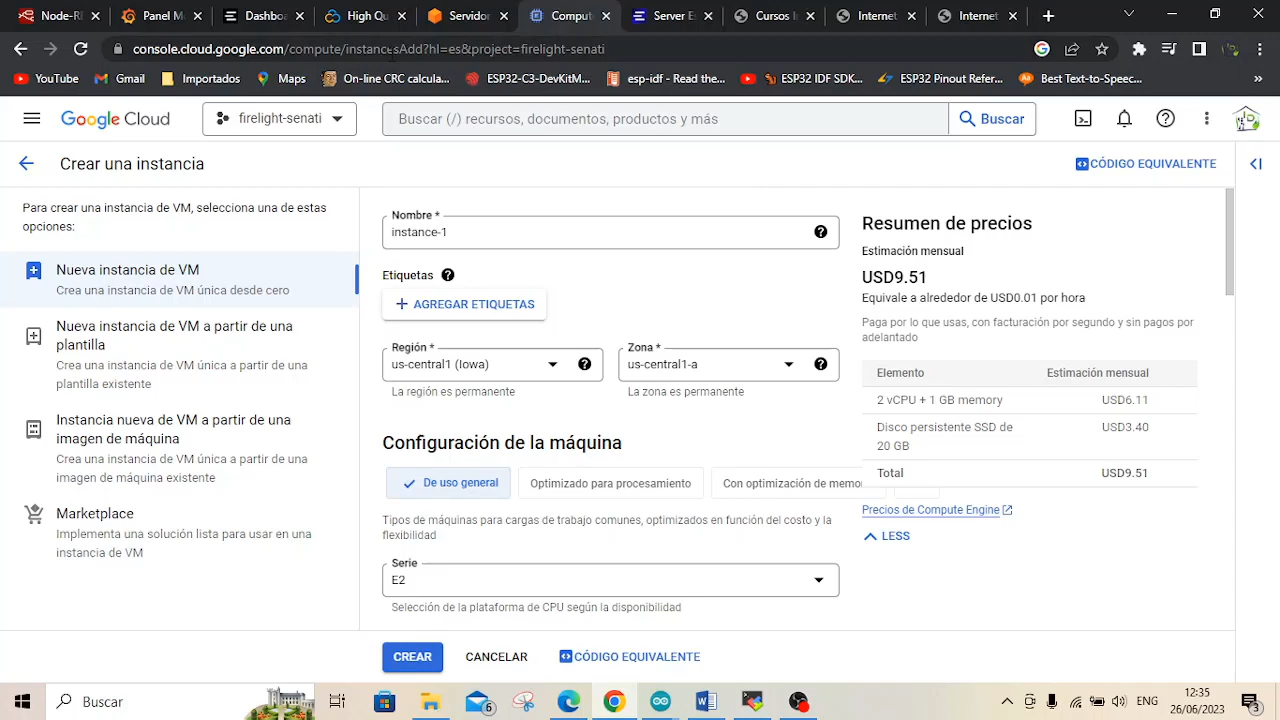 Node-RE
Panel M
Dashbo
High Qu
Servidor
Comput
Server Es
Cursos I
Internet
Internet
console.cloud.google.com/compute/instancesAdd?hl=es&project=firelight-senati
YouTube
Gmail
Importados
Maps
On-line CRC calcula...
ESP32-C3-DevKitM...
esp-idf - Read the...
ESP32 IDF SDK...
ESP32 Pinout Refer...
Best Text-to-Speec...
Google Cloud
firelight-senati
Buscar (/) recursos, documentos, productos y más
Buscar
Crear una instancia
CÓDIGO EQUIVALENTE
Para crear una instancia de VM, selecciona una de estas
opciones:
Nueva instancia de VM
Crea una instancia de VM única desde cero
Nueva instancia de VM a partir de una
plantilla
Crea una instancia de VM única a partir de una
plantilla existente
Instancia nueva de VM a partir de una
imagen de máquina
Crea una instancia de VM única a partir de una
imagen de máquina existente
Marketplace
Implementa una solución lista para usar en una
instancia de VM
Nombre *
instance-1
Etiquetas
AGREGAR ETIQUETAS
Región *
us-central1 (Iowa)
La región es permanente
Zona *
us-central1-a
La zona es permanente
Configuración de la máquina
De uso general
Optimizado para procesamiento
Con optimización de memo
Tipos de máquinas para cargas de trabajo comunes, optimizados en función del costo y la
flexibilidad
Serie
E2
Selección de la plataforma de CPU según la disponibilidad
Resumen de precios
Estimación mensual
USD9.51
Equivale a alrededor de USD0.01 por hora
Paga por lo que usas, con facturación por segundo y sin pagos por
adelantado
Elemento Estimación mensual
2 vCPU + 1 GB memory USD6.11
Disco persistente SSD de
20 GB USD3.40
Total USD9.51
Precios de Compute Engine
LESS
CREAR
CANCELAR
CÓDIGO EQUIVALENTE
Buscar
6
ENG
12:35
26/06/2023
3